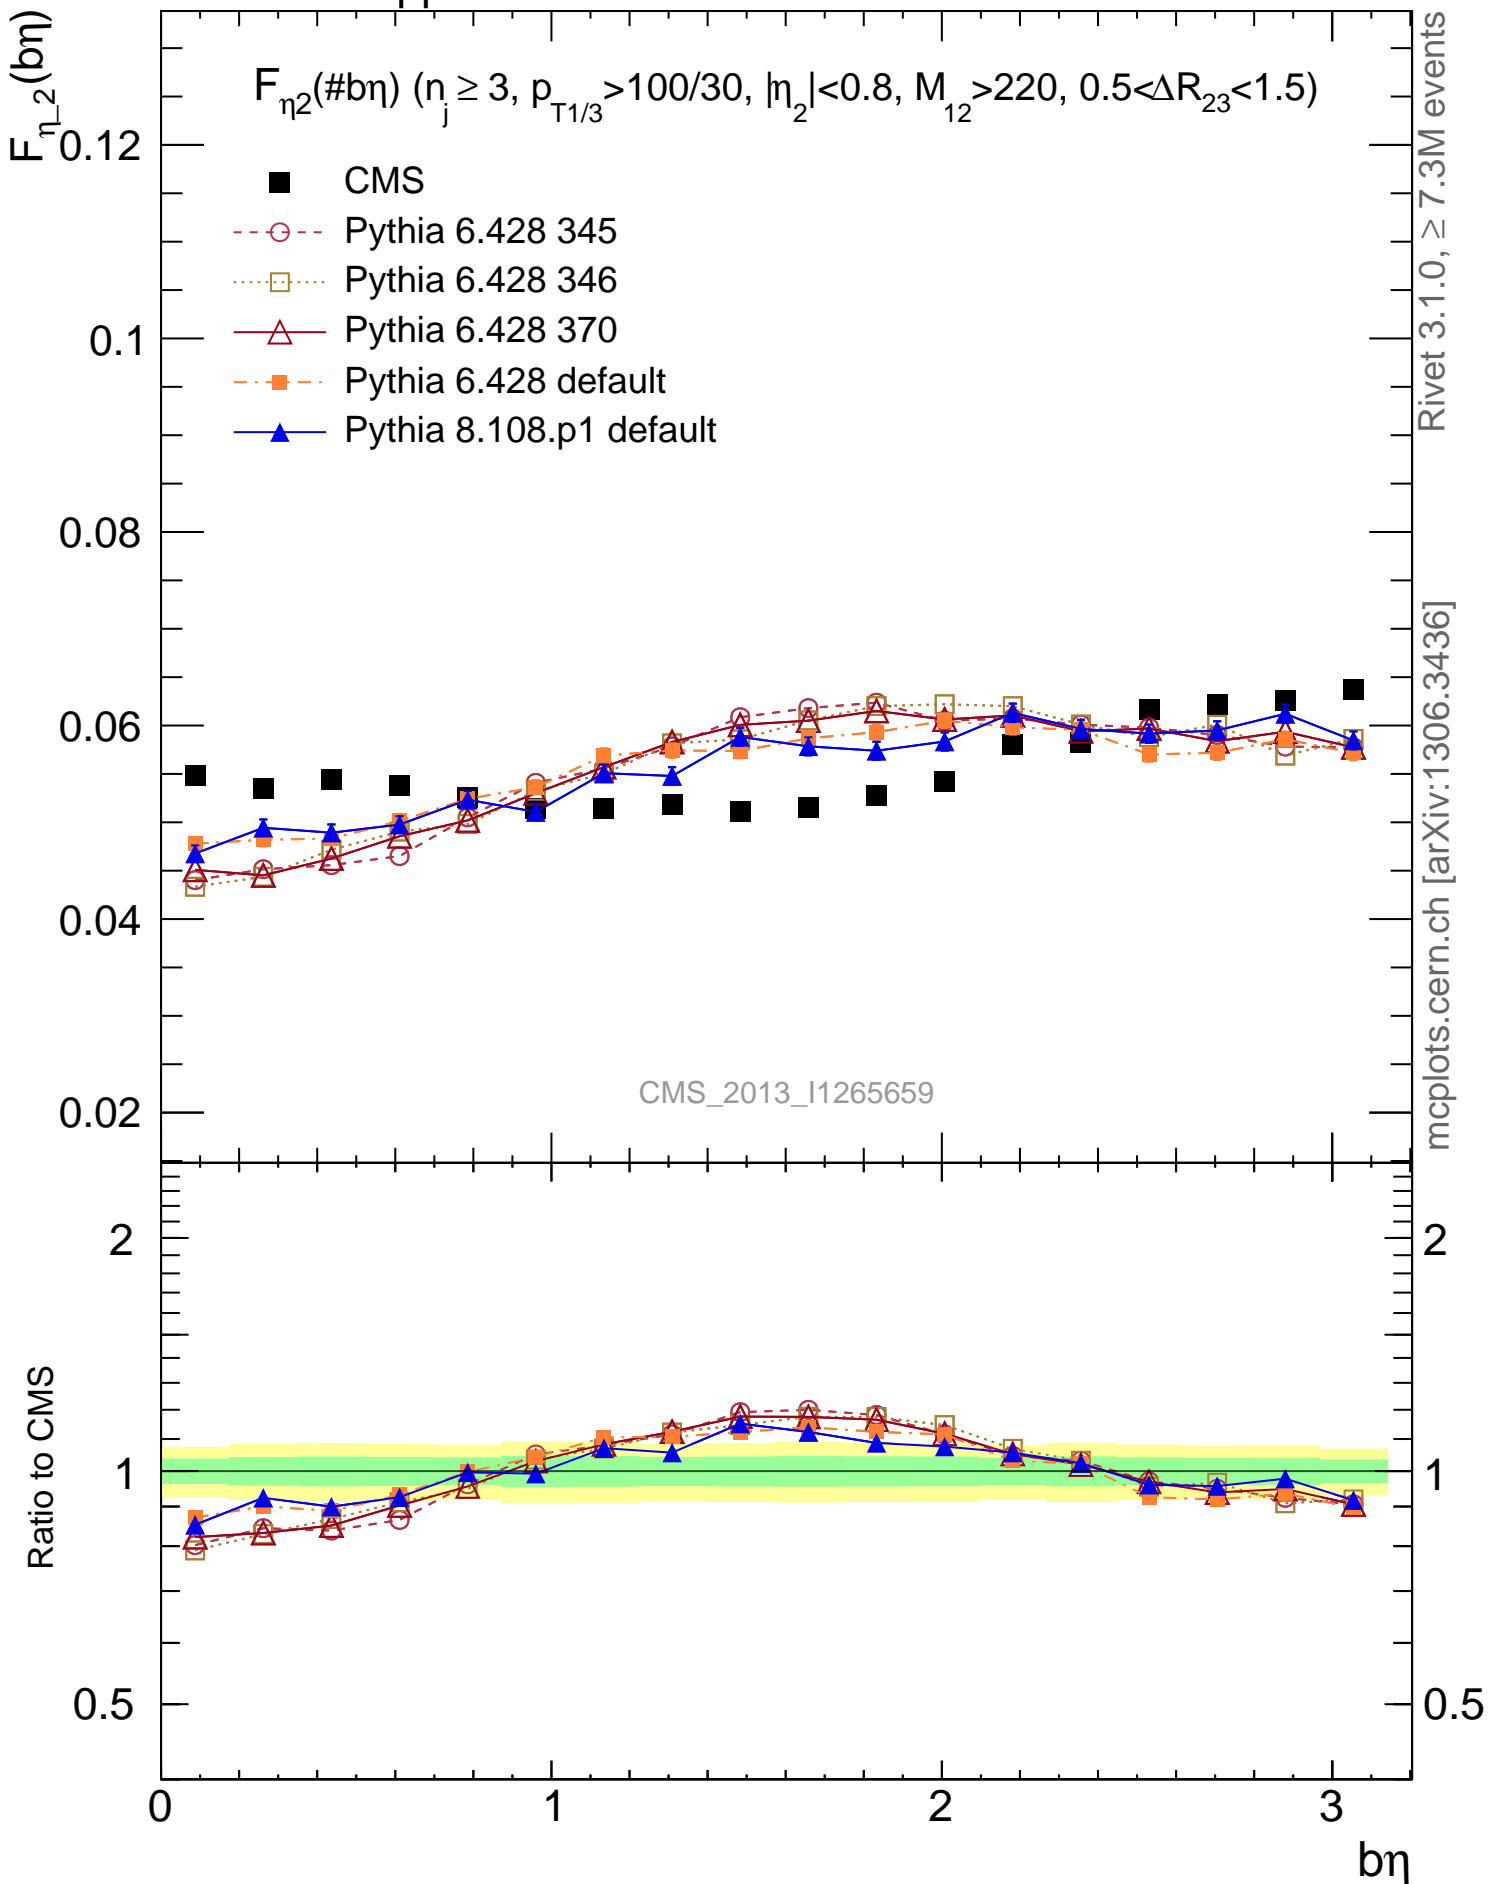 F_η_2(bη)
F_η2(#bη) (n_j ≥ 3, p_T1/3>100/30, |η_2|<0.8, M_12>220, 0.5<ΔR_23<1.5)
CMS
Pythia 6.428 345
Pythia 6.428 346
Pythia 6.428 370
Pythia 6.428 default
Pythia 8.108.p1 default
0.12
0.1
0.08
0.06
0.04
0.02
CMS_2013_I1265659
Rivet 3.1.0, ≥ 7.3M events
mcplots.cern.ch [arXiv:1306.3436]
Ratio to CMS
2
1
0.5
2
1
0.5
0
1
2
3
bη